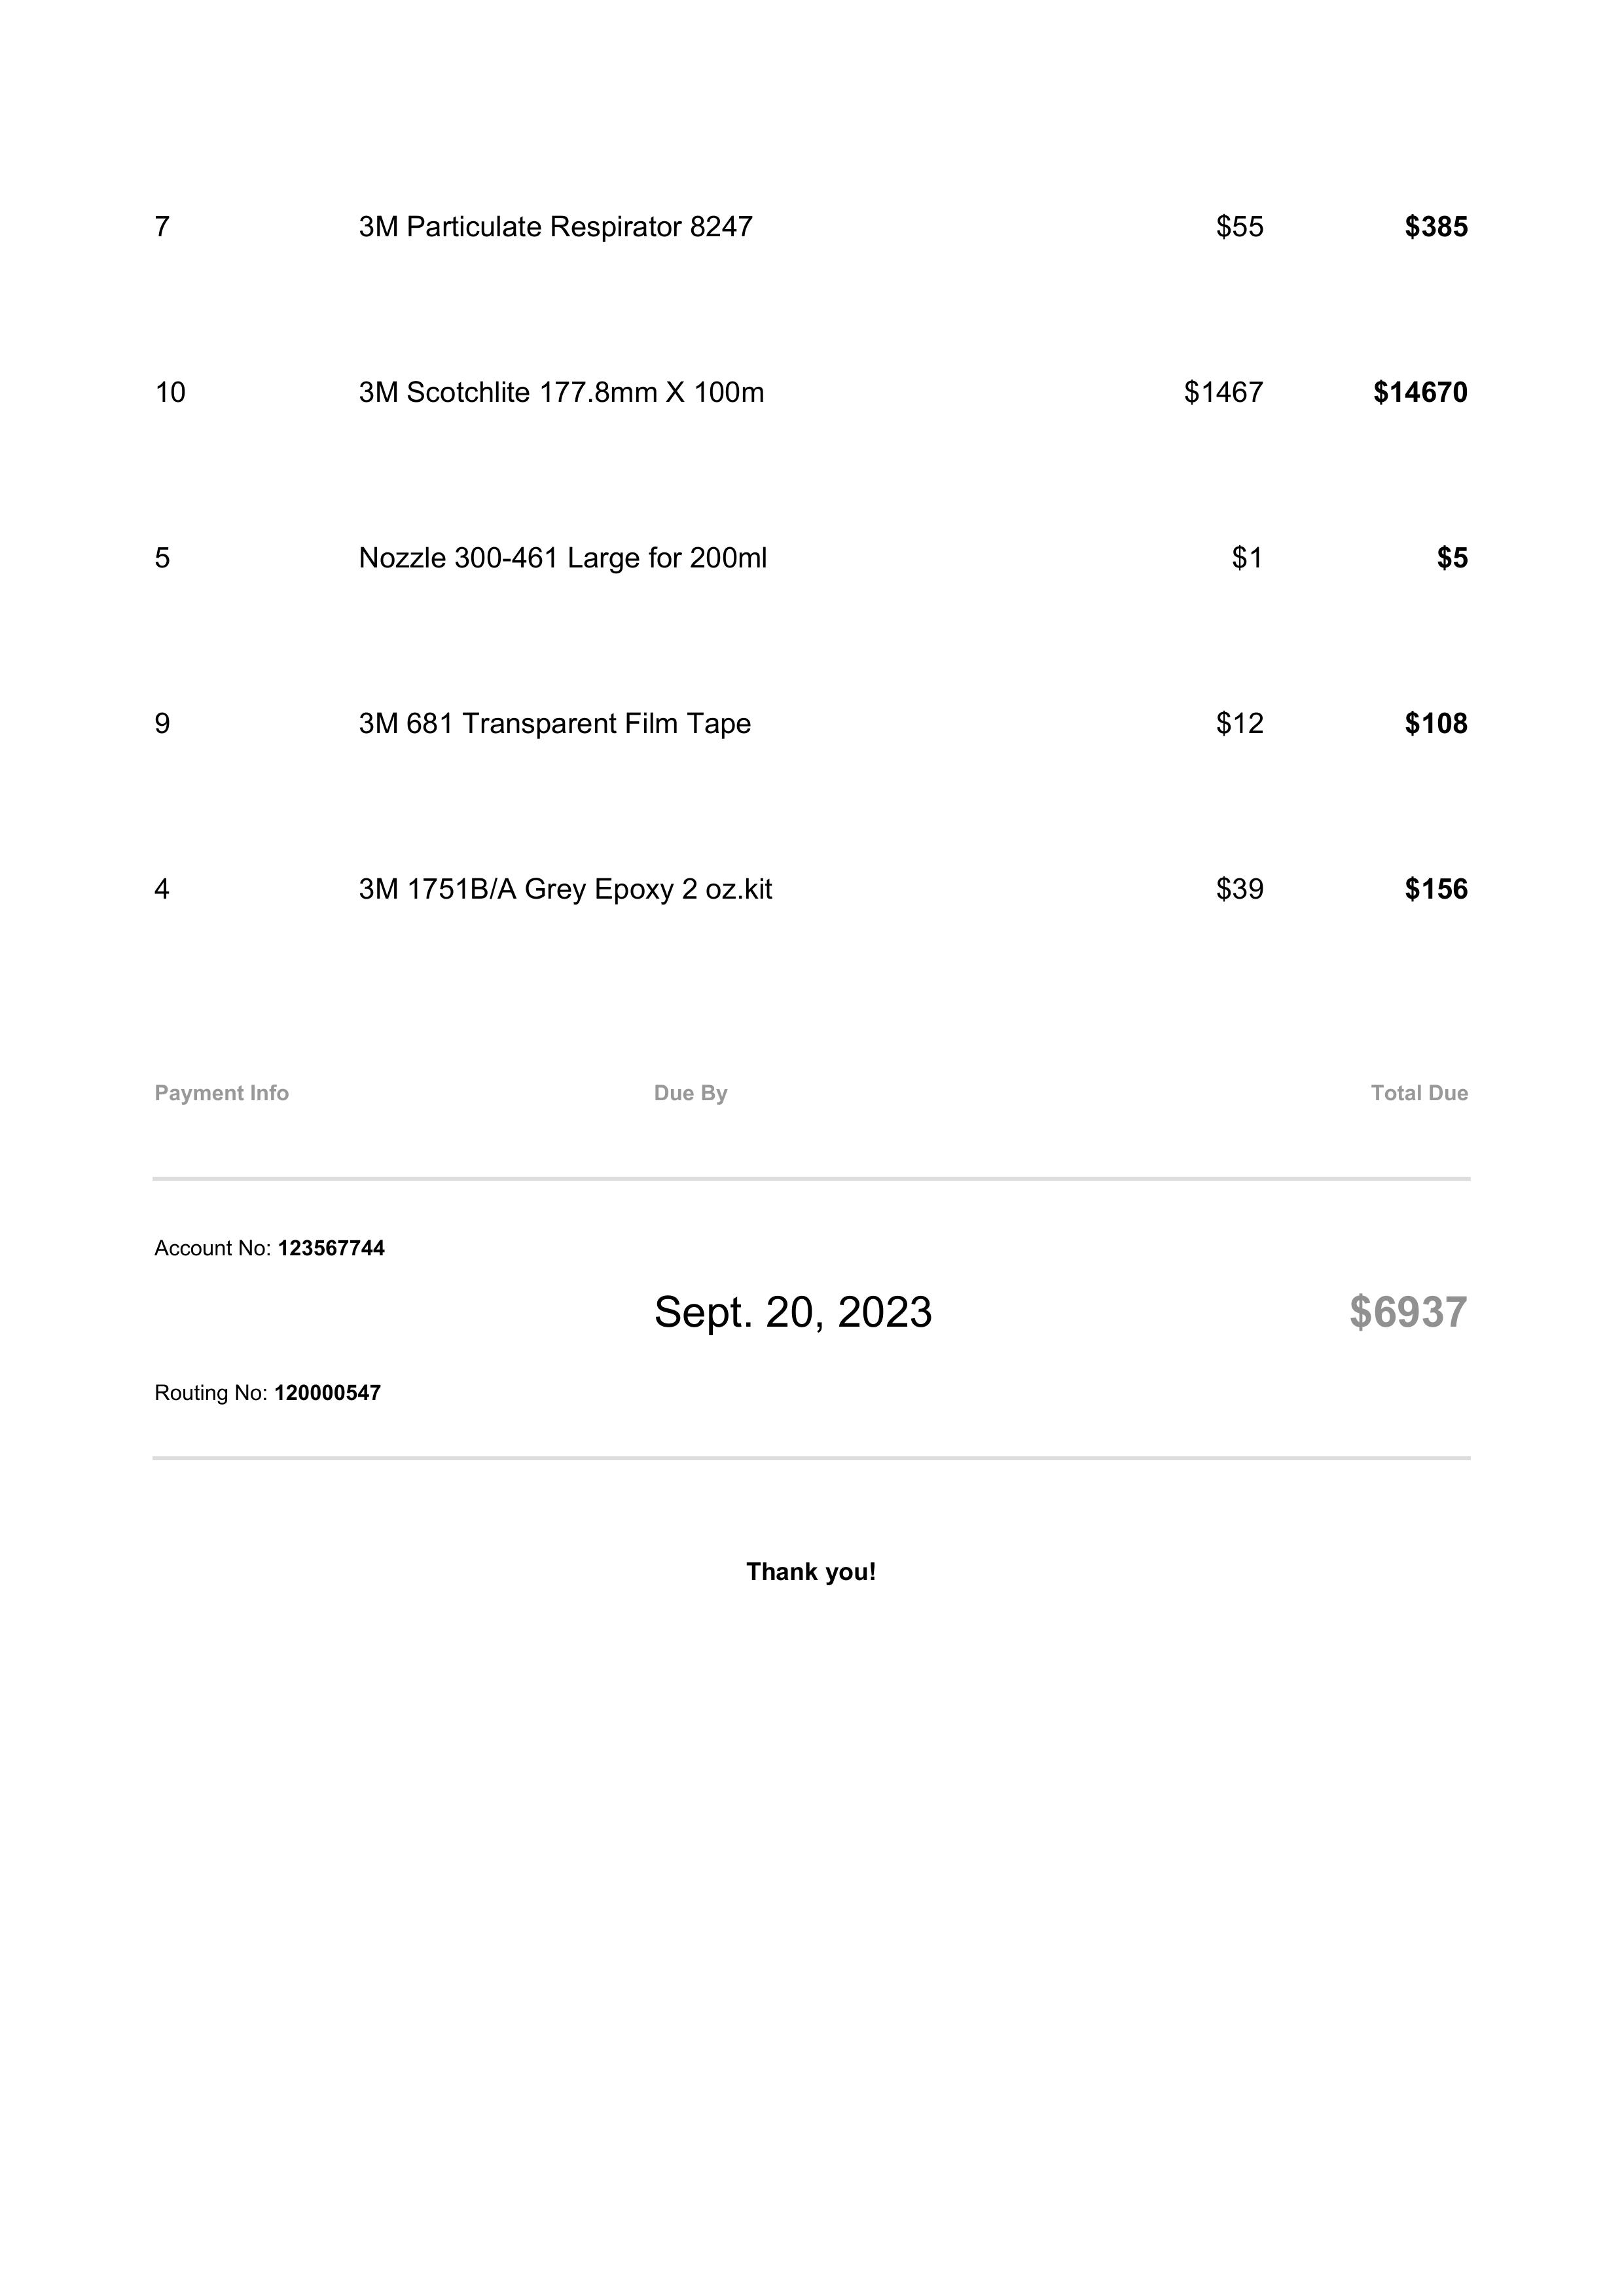 7 3M Particulate Respirator 8247 $55 $385
10 3M Scotchlite 177.8mm X 100m $1467 $14670
5 Nozzle 300-461 Large for 200ml $1 $5
9 3M 681 Transparent Film Tape $12 $108
4 3M 1751B/A Grey Epoxy 2 oz.kit $39 $156
Payment Info Due By Total Due
Account No: 123567744
Sept. 20, 2023 $6937
Routing No: 120000547
Thank you!